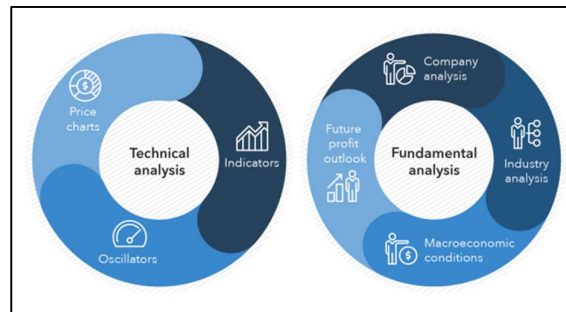 Price
charts
Technical
analysis
Indicators
Oscillators
Company
analysis
Future
profit
outlook
Fundamental
analysis
Industry
analysis
Macroeconomic
conditions